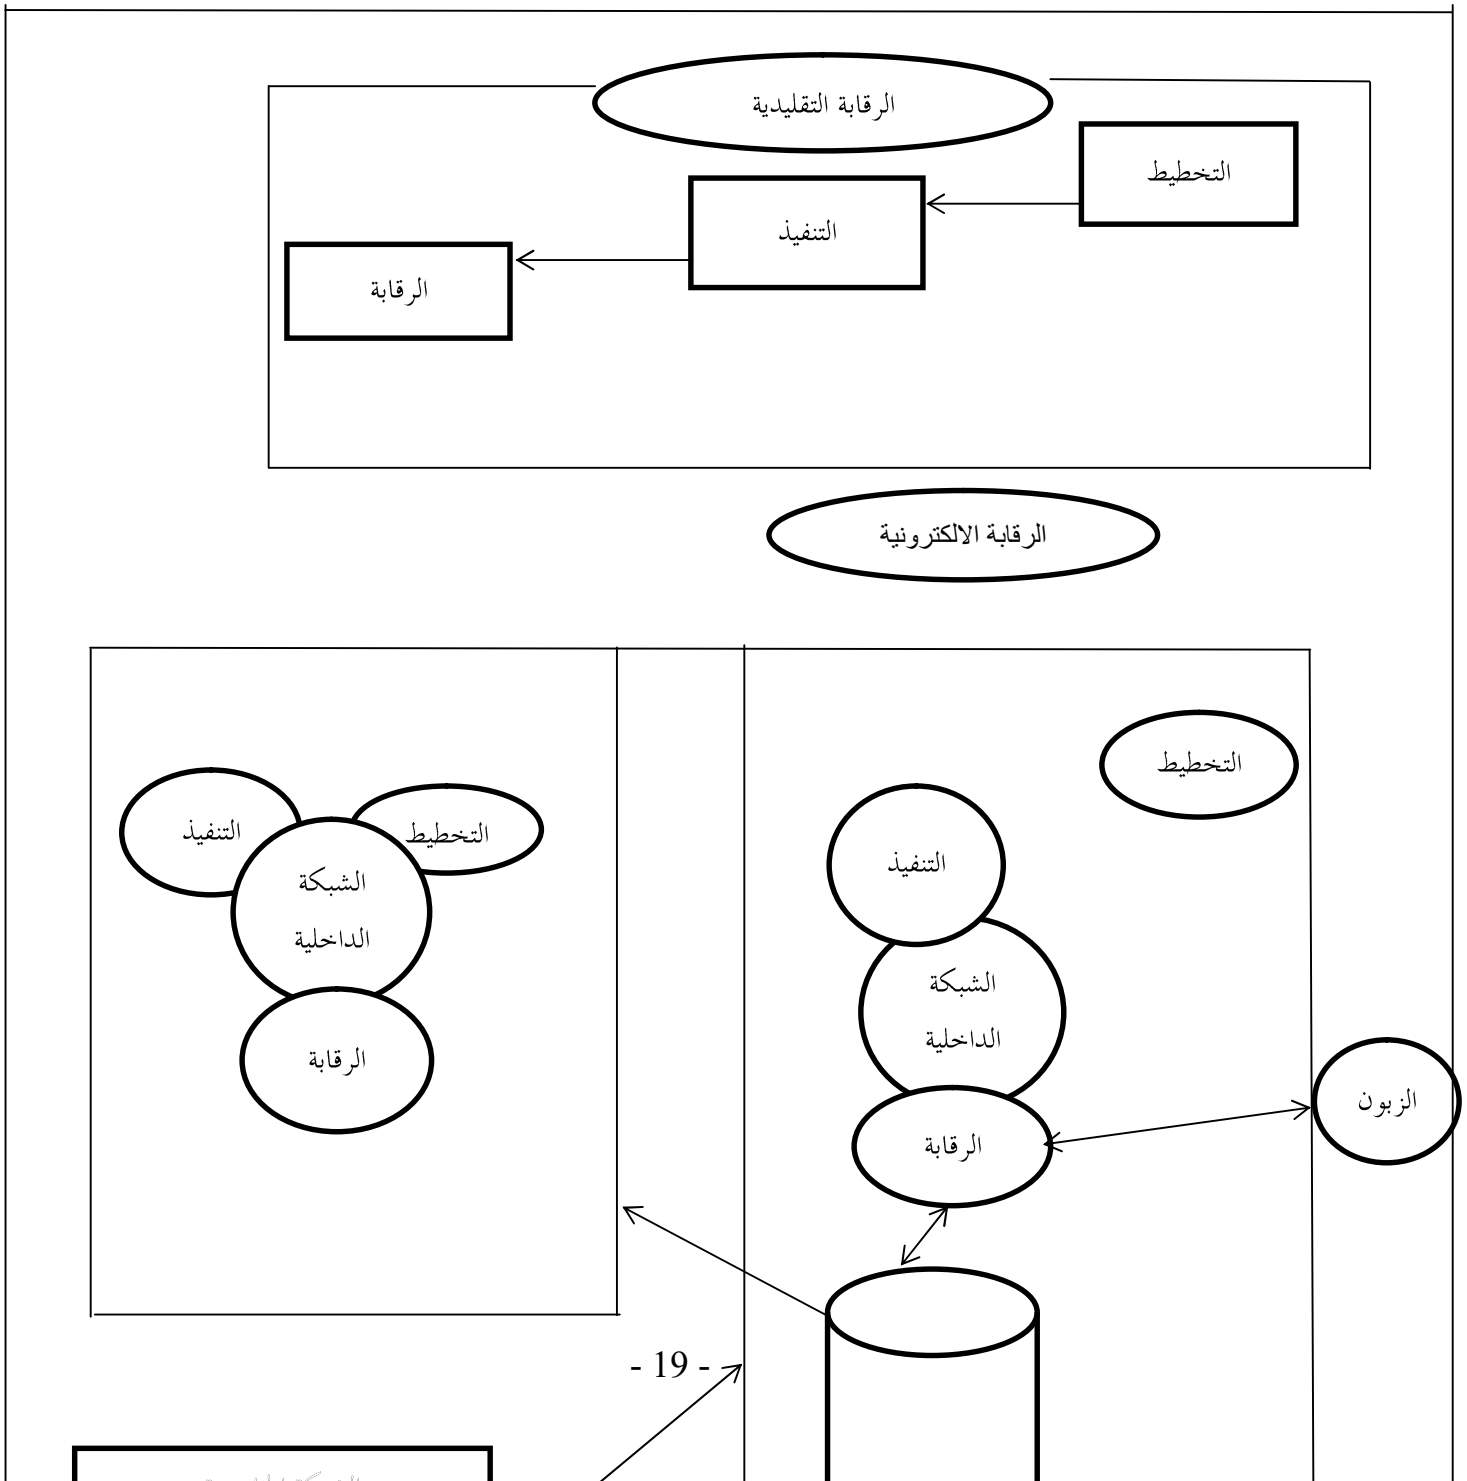 الرقابة التقليدية
التخطيط
التنفيذ
الرقابة
الرقابة الالكترونية
التخطيط
التنفيذ
الشبكة
الداخلية
الرقابة
الزبون
التخطيط
التنفيذ
الشبكة
الداخلية
الرقابة
- 19 -